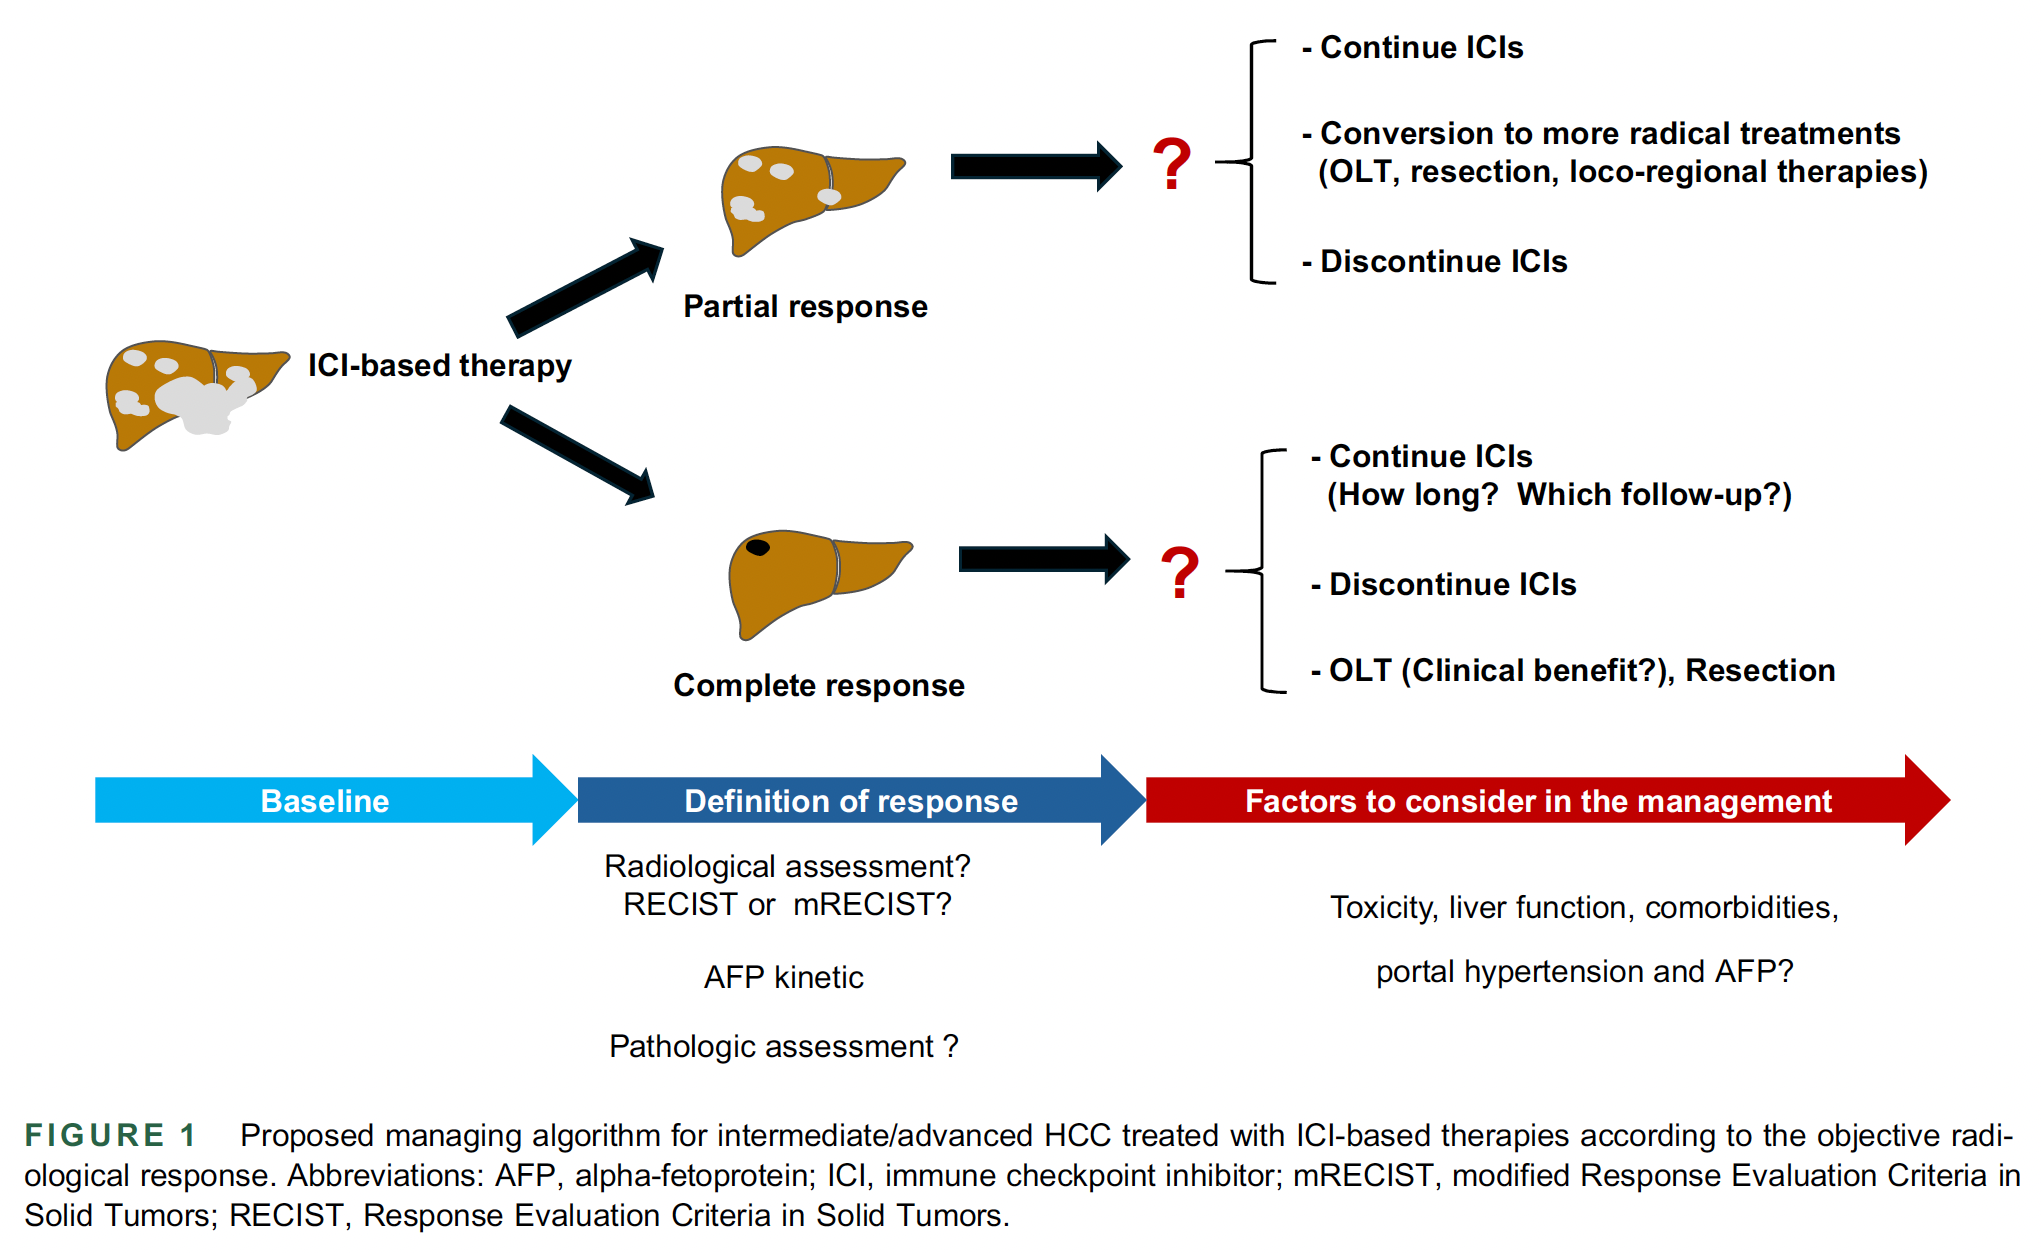 - Continue ICIs
- Conversion to more radical treatments
(OLT, resection, loco-regional therapies)
- Discontinue ICIs
?
Partial response
ICI-based therapy
- Continue ICIs
(How long?  Which follow-up?)
- Discontinue ICIs
- OLT (Clinical benefit?), Resection
?
Complete response
Baseline
Definition of response
Factors to consider in the management
Radiological assessment?
RECIST or  mRECIST?
AFP kinetic
Pathologic assessment ?
Toxicity, liver function, comorbidities,
portal hypertension and AFP?
FIGURE 1   Proposed managing algorithm for intermediate/advanced HCC treated with ICI-based therapies according to the objective radi-
ological response. Abbreviations: AFP, alpha-fetoprotein; ICI, immune checkpoint inhibitor; mRECIST, modified Response Evaluation Criteria in
Solid Tumors; RECIST, Response Evaluation Criteria in Solid Tumors.